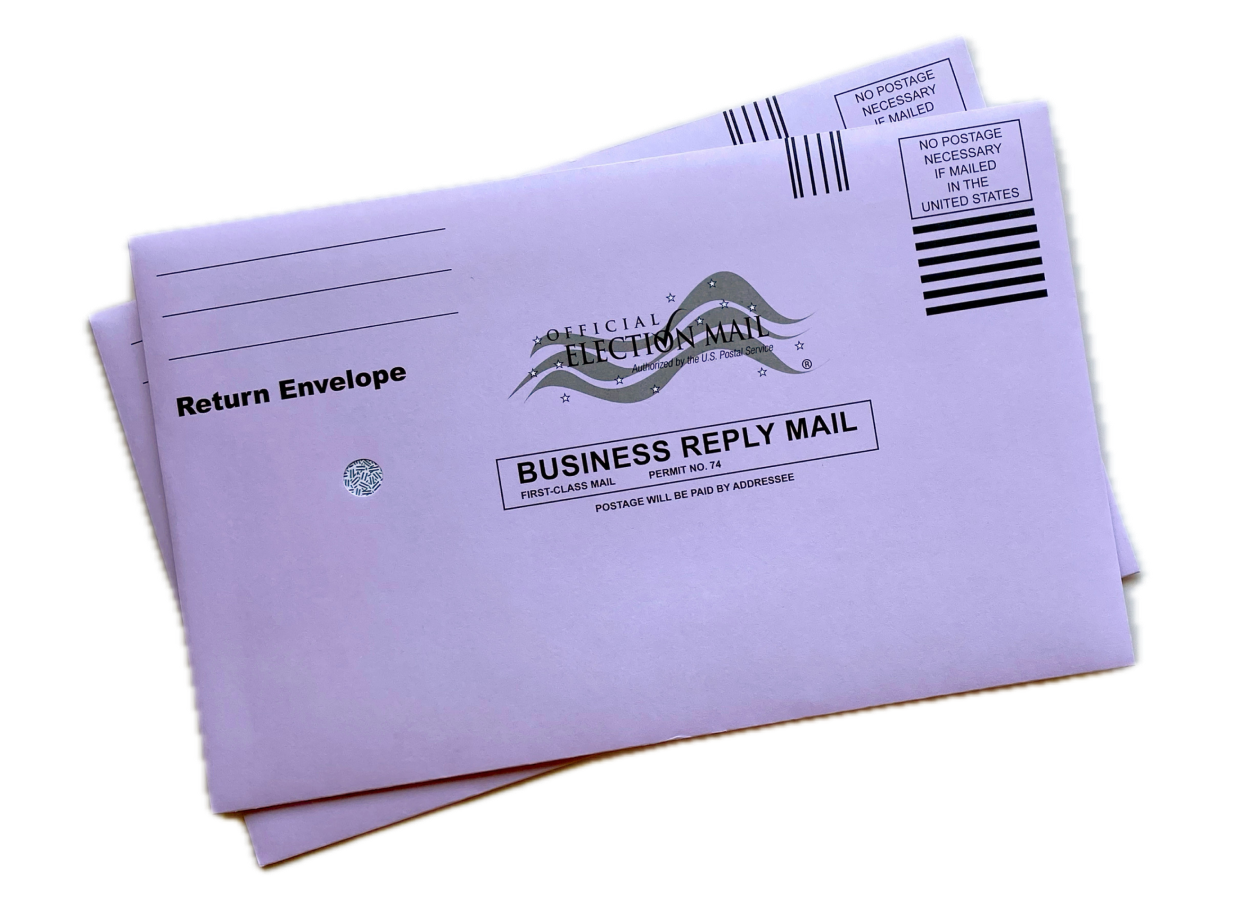 NO POSTAGE
NECESSARY
IF MAILED
NO POSTAGE
NECESSARY
IF MAILED
IN THE
UNITED STATES
OFFICIAL
ELECTION MAIL
Authorized by the U.S. Postal Service
®
Return Envelope
BUSINESS REPLY MAIL
FIRST-CLASS MAIL PERMIT NO. 74
POSTAGE WILL BE PAID BY ADDRESSEE